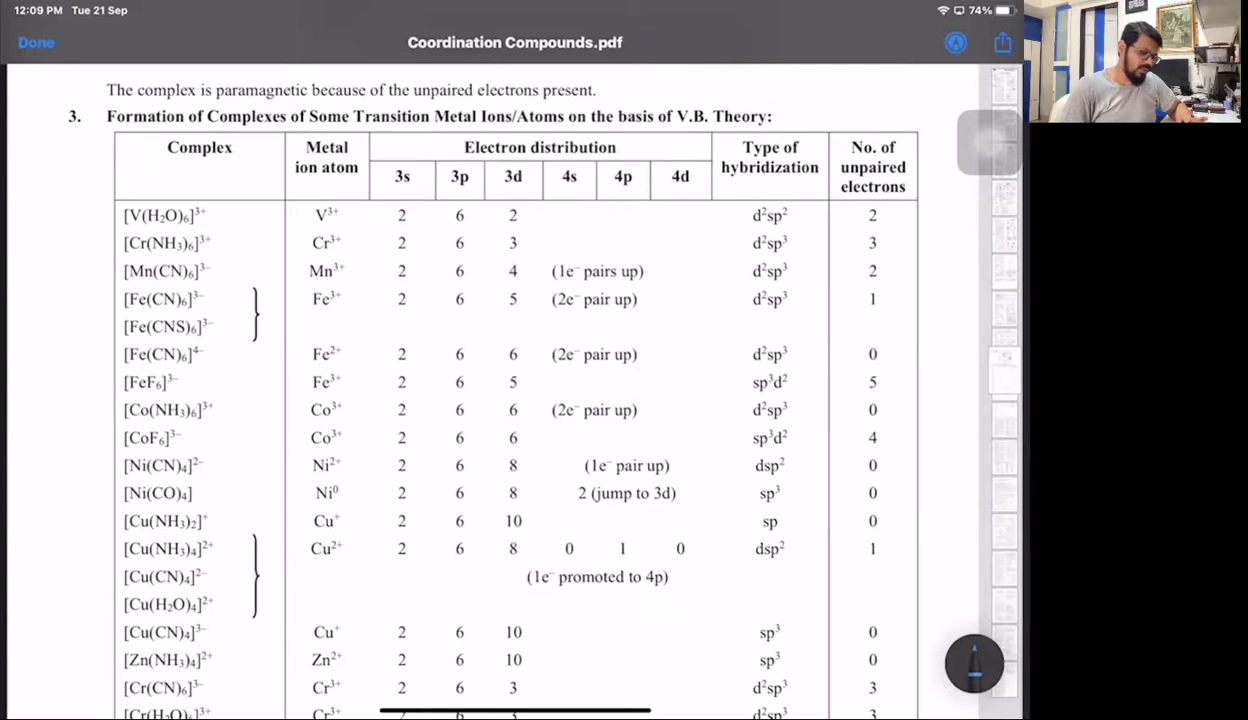 12:09 PM Tue 21 Sep 74%
Done Coordination Compounds.pdf
The complex is paramagnetic because of the unpaired electrons present.
3. Formation of Complexes of Some Transition Metal Ions/Atoms on the basis of V.B. Theory:
Complex Metal ion atom Electron distribution Type of hybridization No. of unpaired electrons
3s 3p 3d 4s 4p 4d
[V(H₂O)₆]³⁺ V³⁺ 2 6 2 d²sp² 2
[Cr(NH₃)₆]³⁺ Cr³⁺ 2 6 3 d²sp³ 3
[Mn(CN)₆]³⁻ Mn³⁺ 2 6 4 (1e⁻ pairs up) d²sp³ 2
[Fe(CN)₆]³⁻ Fe³⁺ 2 6 5 (2e⁻ pair up) d²sp³ 1
[Fe(CNS)₆]³⁻
[Fe(CN)₆]⁴⁻ Fe²⁺ 2 6 6 (2e⁻ pair up) d²sp³ 0
[FeF₆]³⁻ Fe³⁺ 2 6 5 sp³d² 5
[Co(NH₃)₆]³⁺ Co³⁺ 2 6 6 (2e⁻ pair up) d²sp³ 0
[CoF₆]³⁻ Co³⁺ 2 6 6 sp³d² 4
[Ni(CN)₄]²⁻ Ni²⁺ 2 6 8 (1e⁻ pair up) dsp² 0
[Ni(CO)₄] Ni⁰ 2 6 8 2 (jump to 3d) sp³ 0
[Cu(NH₃)₂]⁺ Cu⁺ 2 6 10 sp 0
[Cu(NH₃)₄]²⁺ Cu²⁺ 2 6 8 0 1 0 dsp² 1
[Cu(CN)₄]²⁻ (1e⁻ promoted to 4p)
[Cu(H₂O)₄]²⁺
[Cu(CN)₄]³⁻ Cu⁺ 2 6 10 sp³ 0
[Zn(NH₃)₄]²⁺ Zn²⁺ 2 6 10 sp³ 0
[Cr(CN)₆]³⁻ Cr³⁺ 2 6 3 d²sp³ 3
[Cr(H₂O)₆]³⁺ Cr³⁺ 2 6 3 d²sp³ 3